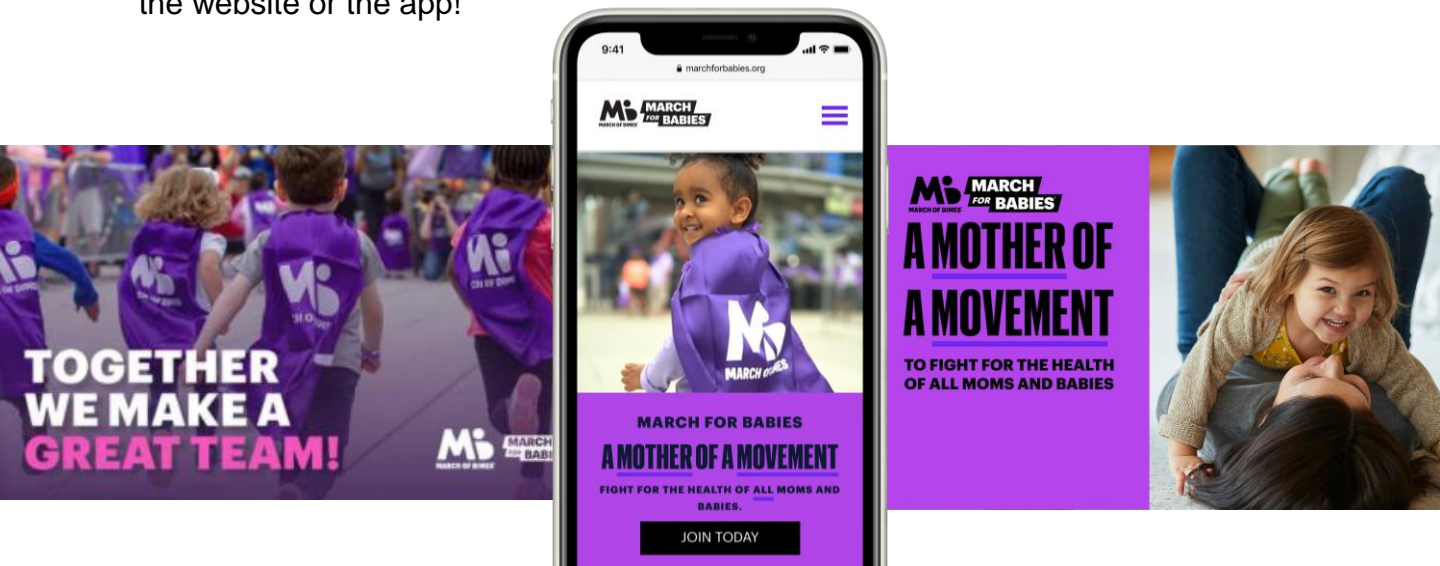 the website or the app!
TOGETHER
WE MAKE A
GREAT TEAM!
MARCH OF DIMES
MARCH
9:41
marchforbabies.org
MARCH OF DIMES
MARCH
FOR BABIES
MARCH
MARCH FOR BABIES
A MOTHER OF A MOVEMENT
FIGHT FOR THE HEALTH OF ALL MOMS AND
BABIES.
JOIN TODAY
MARCH OF DIMES
MARCH
FOR BABIES
A MOTHER OF
A MOVEMENT
TO FIGHT FOR THE HEALTH
OF ALL MOMS AND BABIES